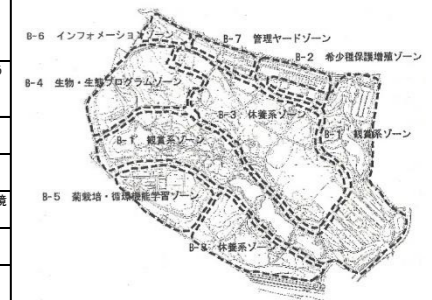 B-6 インフォメーションゾーン
B-7 管理ヤードゾーン
B-2 希少種保護増殖ゾーン
B-4 生物・生態プログラムゾーン
B-3 休養系ゾーン
B-1 観賞系ゾーン
B-1 観賞系ゾーン
B-5 菊栽培・循環機能学習ゾーン
休養系ゾーン
境